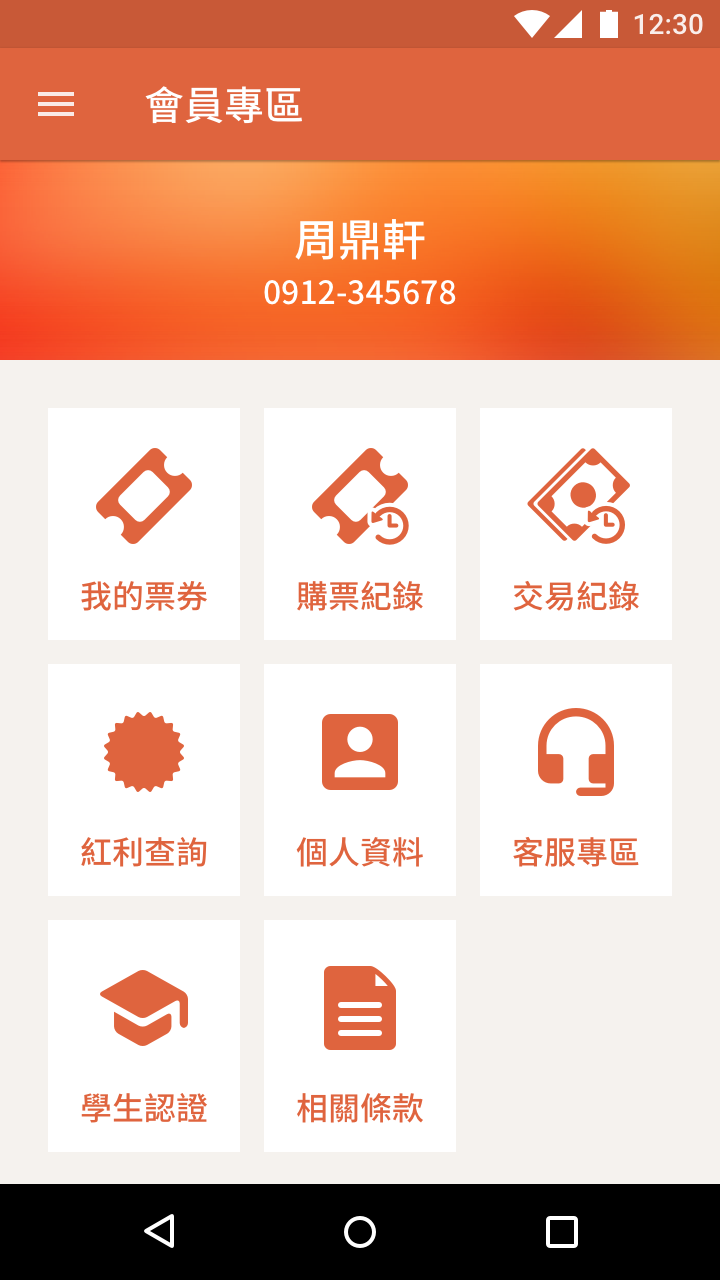 12:30
會員專區
周鼎軒
0912-345678
我的票券
購票紀錄
交易紀錄
紅利查詢
個人資料
客服專區
學生認證
相關條款